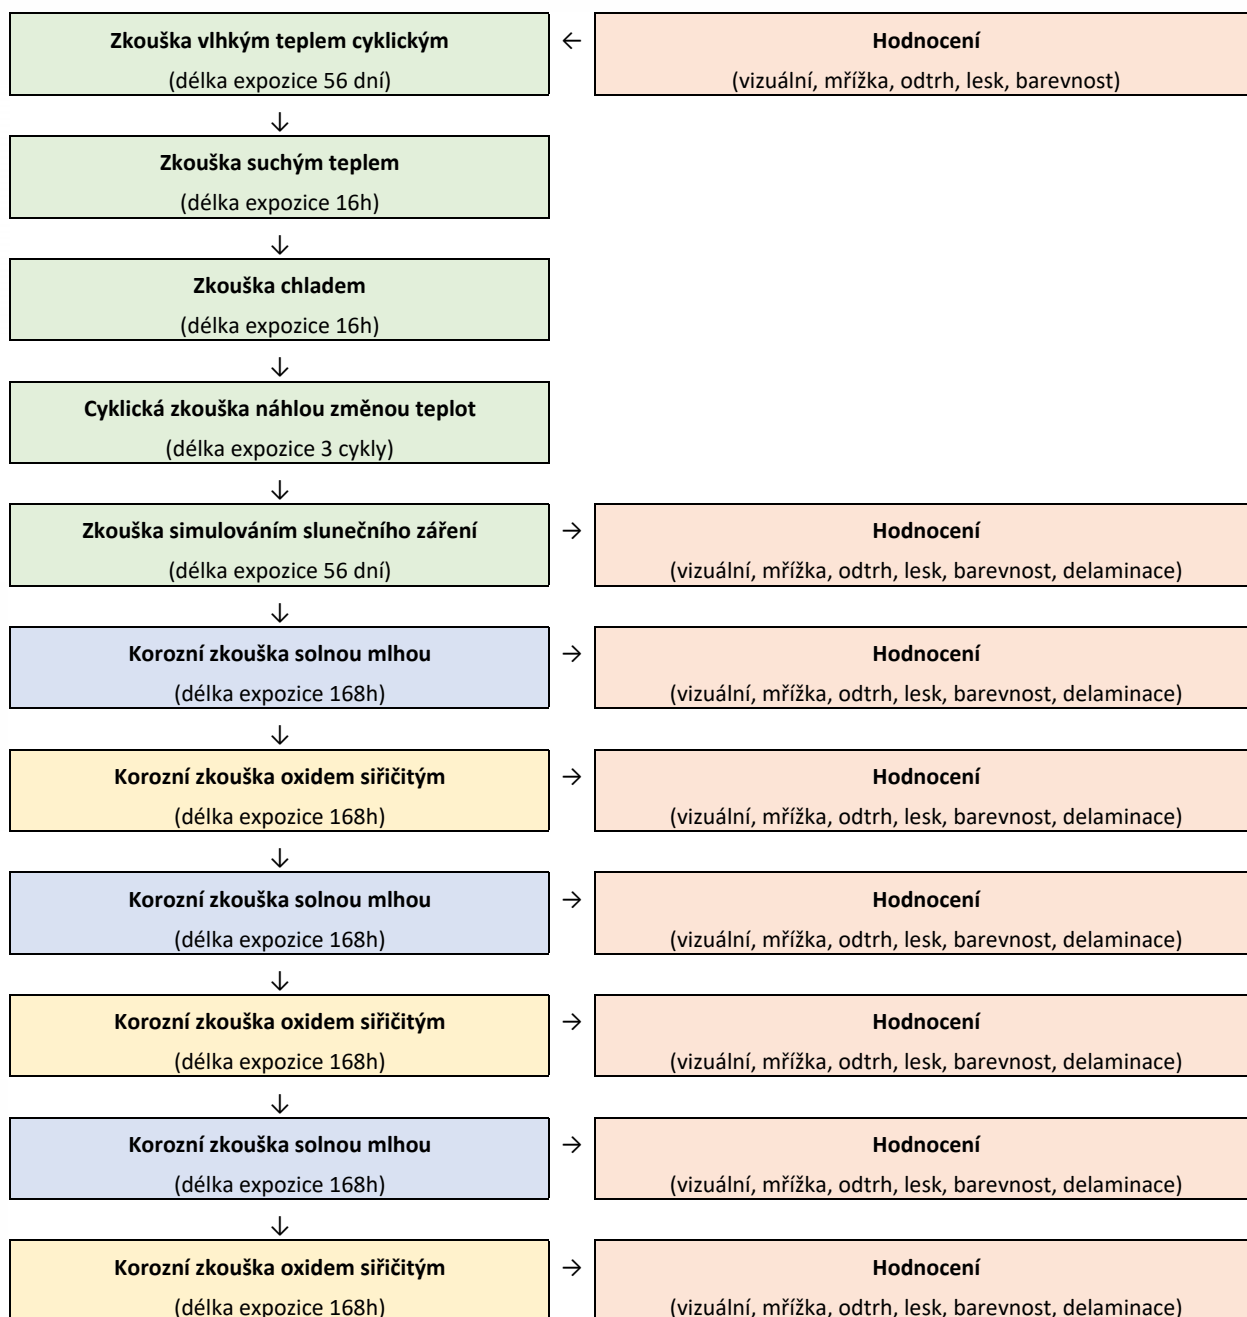 Zkouška vlhkým teplem cyklickým
(délka expozice 56 dní)
←
Hodnocení
(vizuální, mřížka, odtrh, lesk, barevnost)
↓
Zkouška suchým teplem
(délka expozice 16h)
↓
Zkouška chladem
(délka expozice 16h)
↓
Cyklická zkouška náhlou změnou teplot
(délka expozice 3 cykly)
↓
Zkouška simulováním slunečního záření
(délka expozice 56 dní)
→
Hodnocení
(vizuální, mřížka, odtrh, lesk, barevnost, delaminace)
↓
Korozní zkouška solnou mlhou
(délka expozice 168h)
→
Hodnocení
(vizuální, mřížka, odtrh, lesk, barevnost, delaminace)
↓
Korozní zkouška oxidem siřičitým
(délka expozice 168h)
→
Hodnocení
(vizuální, mřížka, odtrh, lesk, barevnost, delaminace)
↓
Korozní zkouška solnou mlhou
(délka expozice 168h)
→
Hodnocení
(vizuální, mřížka, odtrh, lesk, barevnost, delaminace)
↓
Korozní zkouška oxidem siřičitým
(délka expozice 168h)
→
Hodnocení
(vizuální, mřížka, odtrh, lesk, barevnost, delaminace)
↓
Korozní zkouška solnou mlhou
(délka expozice 168h)
→
Hodnocení
(vizuální, mřížka, odtrh, lesk, barevnost, delaminace)
↓
Korozní zkouška oxidem siřičitým
(délka expozice 168h)
→
Hodnocení
(vizuální, mřížka, odtrh, lesk, barevnost, delaminace)